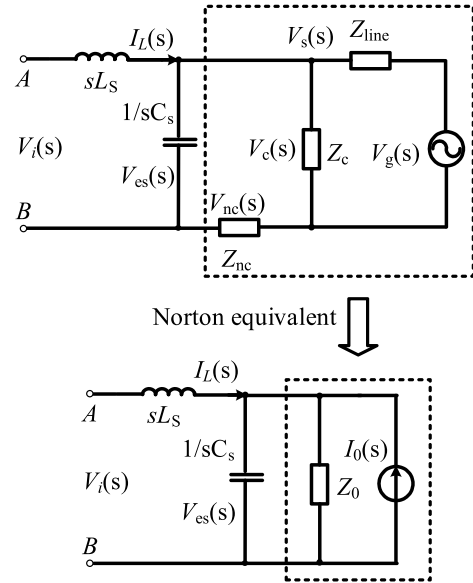 I_L(s)
V_s(s)
Z_line
A
sL_S
1/sC_s
V_i(s)
V_c(s)
Z_c
V_g(s)
V_es(s)
B
V_nc(s)
Z_nc
Norton equivalent
I_L(s)
A
sL_S
1/sC_s
I_0(s)
V_i(s)
Z_0
V_es(s)
B